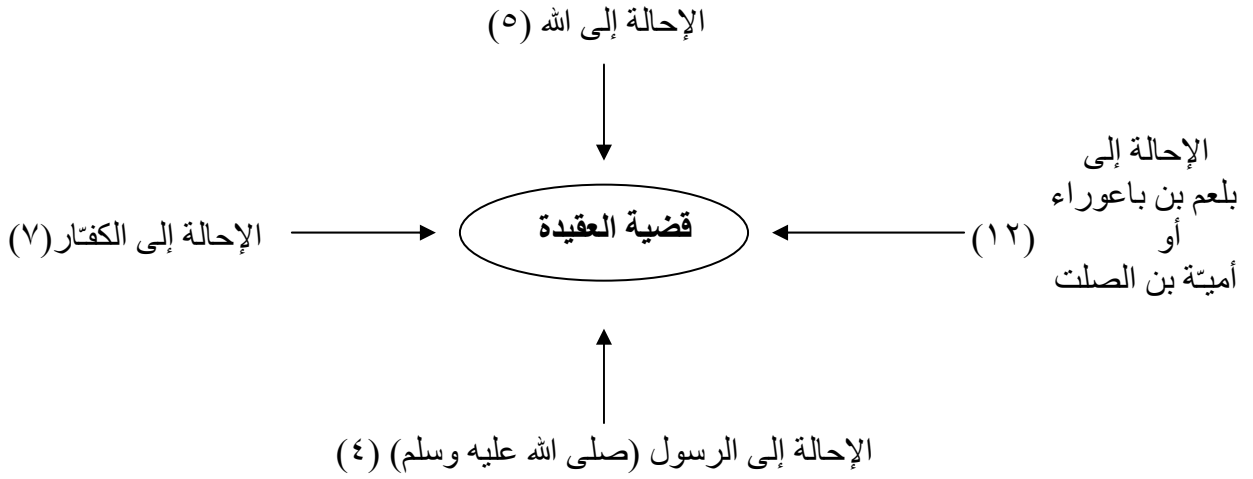 الإحالة إلى الله (٥)
الإحالة إلى
بلعم بن باعوراء
أو
أميّة بن الصلت
(١٢)
قضية العقيدة
الإحالة إلى الكفّار(٧)
الإحالة إلى الرسول (صلى الله عليه وسلم) (٤)